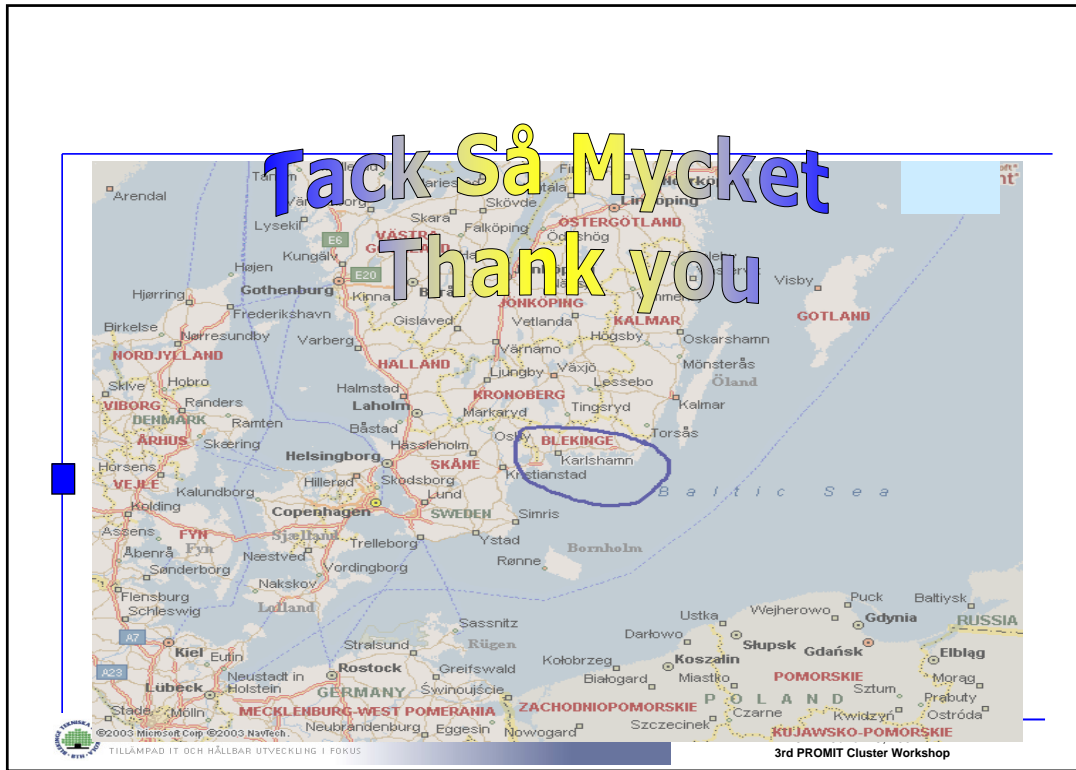 Tack Så Mycket
Thank you
Arendal
Skövde
Linköping
Skara
Lysekil
Falköping
ÖSTERGÖTLAND
E6
VÄSTRA
Kungälv
Højen
E20
Visby
Hjørring
Gothenburg
Kinna
JÖNKÖPING
Frederikshavn
Gislaved
Vetlanda
KALMAR
GOTLAND
Birkelse
Nørresundby
Varberg
Högsby
Oskarshamn
NORDJYLLAND
Värnamo
HALLAND
Ljungby
Växjö
Mönsterås
Skive
Hobro
Halmstad
Lessebo
Öland
VIBORG
Randers
KRONOBERG
DENMARK
Ramten
Laholm
Markaryd
Tingsryd
Kalmar
ÅRHUS
Skæring
Båstad
Hässleholm
Osby
BLEKINGE
Torsås
Horsens
Helsingborg
SKÅNE
Karlshamn
VEJLE
Hillerød
Skodsborg
Kristianstad
Kalundborg
Lund
Baltic Sea
Kolding
Copenhagen
SWEDEN
Simris
Assens
FYN
Sjælland
Trelleborg
Ystad
Åbenrå
Fyn
Næstved
Bornholm
Sønderborg
Vordingborg
Rønne
Nakskov
Flensburg
Lolland
Schleswig
Sassnitz
Ustka
Wejherowo
Puck
Baltiysk
Gdynia
RUSSIA
A7
Kiel
Eutin
Stralsund
Rügen
Darłowo
Słupsk
Gdańsk
Elbląg
A23
Neustadt in
Holstein
Rostock
Greifswald
Kołobrzeg
Koszalin
Białogard
Miastko
POMORSKIE
Morąg
Lübeck
GERMANY
Świnoujście
POLAND
Sztum
Prabuty
Stade
Mölln
MECKLENBURG-WEST POMERANIA
ZACHODNIOPOMORSKIE
Czarne
Kwidzyń
Ostróda
©2003 Microsoft Corp ©2003 NavTech.
Neubrandenburg
Eggesin
Nowogard
Szczecinek
KUJAWSKO-POMORSKIE
TILLÄMPAD IT OCH HÅLLBAR UTVECKLING I FOKUS
3rd PROMIT Cluster Workshop